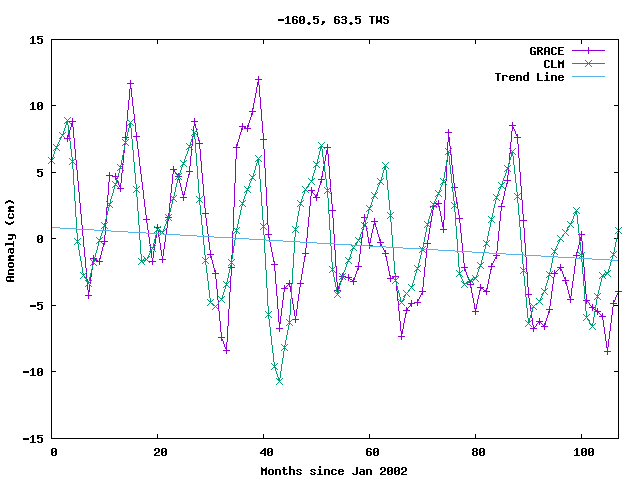 -160.5, 63.5 TWS
GRACE
CLM
Trend Line
15
10
5
0
-5
-10
-15
Anomaly (cm)
0 20 40 60 80 100
Months since Jan 2002